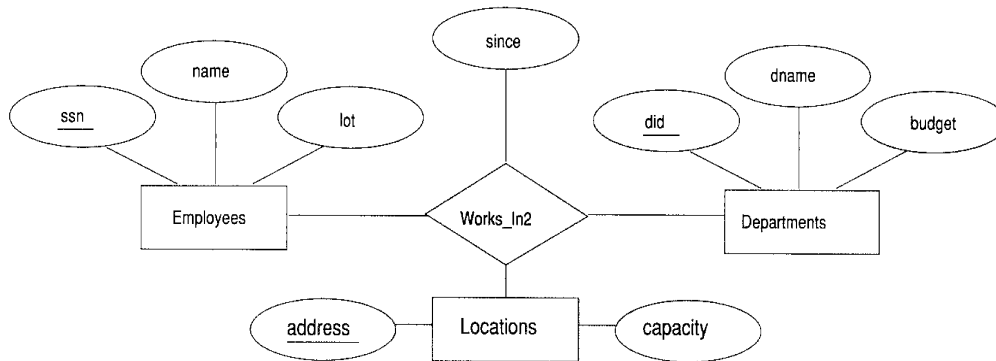 since
name
dname
ssn
lot
did
budget
Employees
Works_In2
Departments
address
Locations
capacity